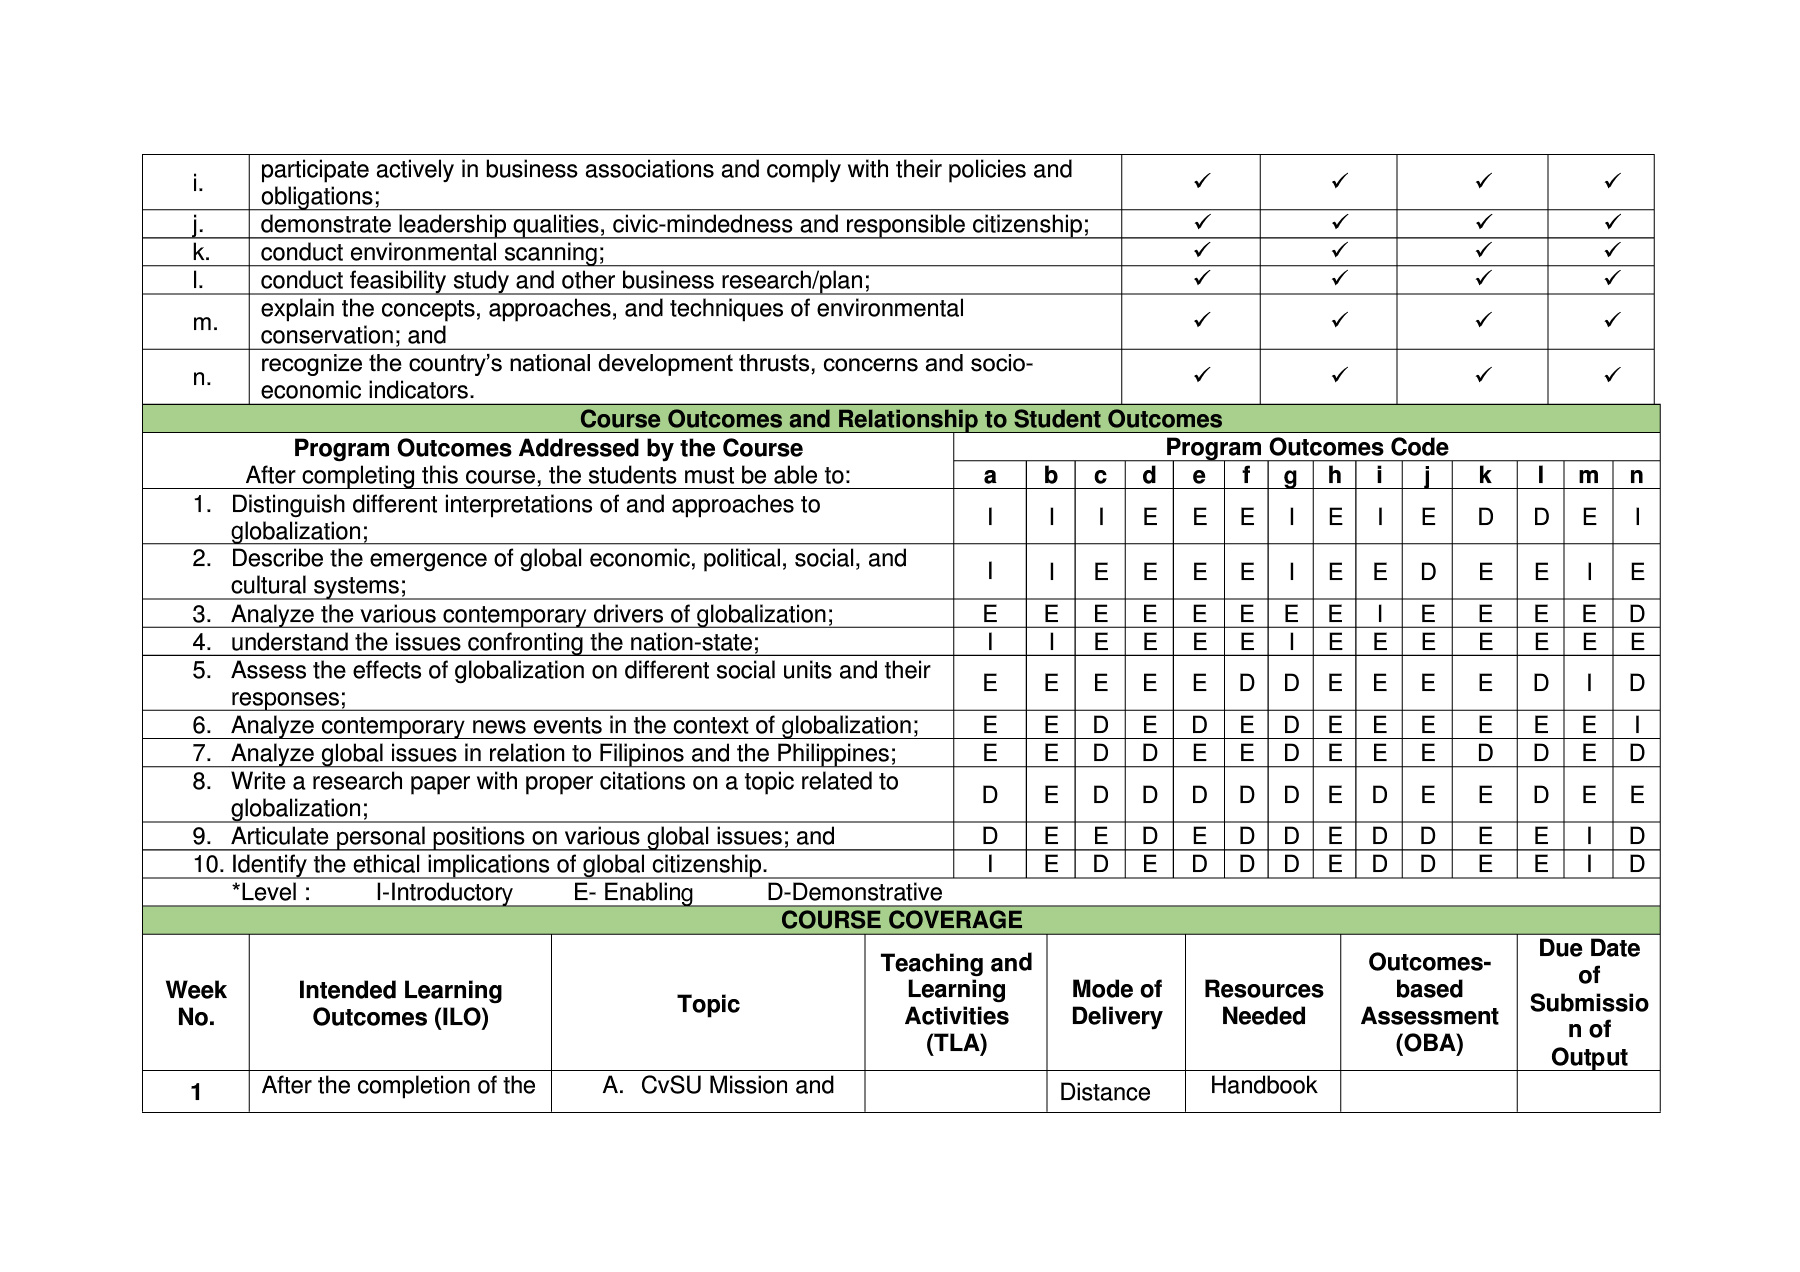 i. participate actively in business associations and comply with their policies and
obligations; ✓ ✓ ✓ ✓
j. demonstrate leadership qualities, civic-mindedness and responsible citizenship; ✓ ✓ ✓ ✓
k. conduct environmental scanning; ✓ ✓ ✓ ✓
l. conduct feasibility study and other business research/plan; ✓ ✓ ✓ ✓
m. explain the concepts, approaches, and techniques of environmental
conservation; and ✓ ✓ ✓ ✓
n. recognize the country’s national development thrusts, concerns and socio-
economic indicators. ✓ ✓ ✓ ✓
Course Outcomes and Relationship to Student Outcomes
Program Outcomes Addressed by the Course
After completing this course, the students must be able to:
Program Outcomes Code
a b c d e f g h i j k l m n
1. Distinguish different interpretations of and approaches to
globalization; I I I E E E I E I E D D E I
2. Describe the emergence of global economic, political, social, and
cultural systems; I I E E E E I E E D E E I E
3. Analyze the various contemporary drivers of globalization; E E E E E E E E I E E E E D
4. understand the issues confronting the nation-state; I I E E E E I E E E E E E E
5. Assess the effects of globalization on different social units and their
responses; E E E E E D D E E E E D I D
6. Analyze contemporary news events in the context of globalization; E E D E D E D E E E E E E I
7. Analyze global issues in relation to Filipinos and the Philippines; E E D D E E D E E E D D E D
8. Write a research paper with proper citations on a topic related to
globalization; D E D D D D D E D E E D E E
9. Articulate personal positions on various global issues; and D E E D E D D E D D E E I D
10. Identify the ethical implications of global citizenship. I E D E D D D E D D E E I D
*Level : I-Introductory E- Enabling D-Demonstrative
COURSE COVERAGE
Week
No.
Intended Learning
Outcomes (ILO)
Topic
Teaching and
Learning
Activities
(TLA)
Mode of
Delivery
Resources
Needed
Outcomes-
based
Assessment
(OBA)
Due Date
of
Submissio
n of
Output
1 After the completion of the A. CvSU Mission and Distance Handbook